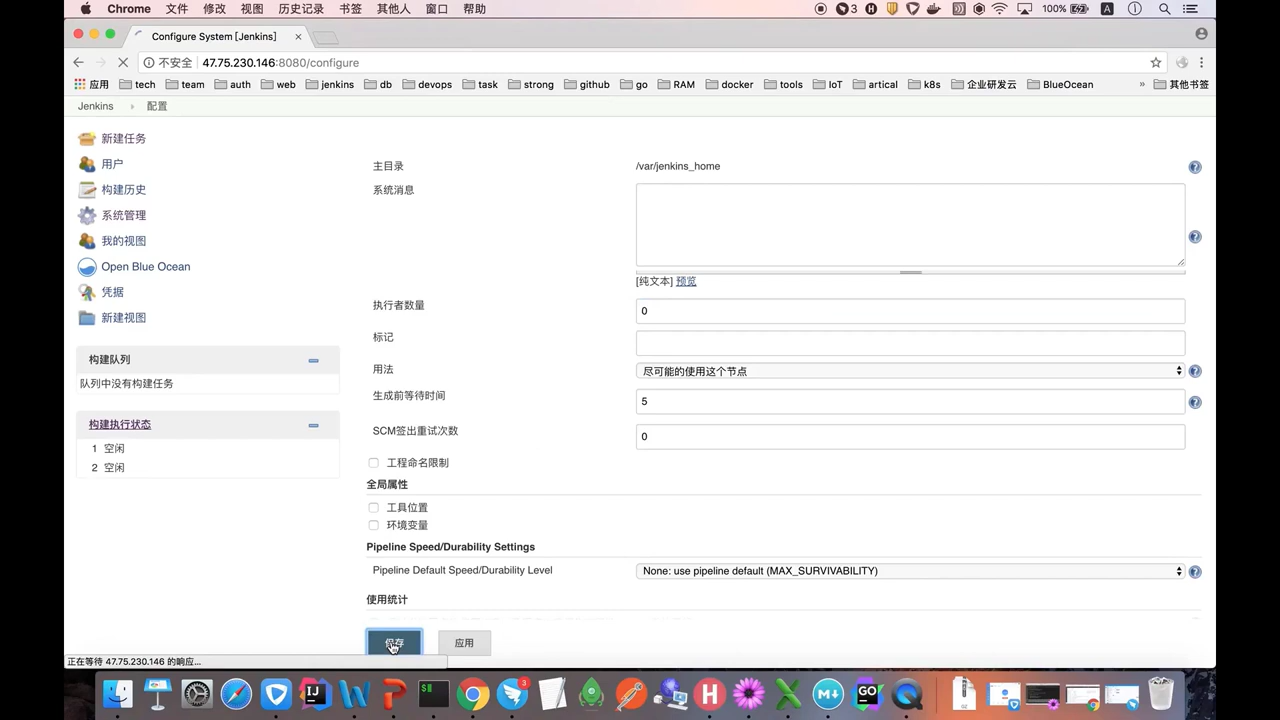 Chrome 文件 修改 视图 历史记录 书签 其他人 窗口 帮助 3 100%
Configure System [Jenkins]
不安全 47.75.230.146:8080/configure
应用 tech team auth web jenkins db devops task strong github go RAM docker tools IoT artical k8s 企业研发云 BlueOcean » 其他书签
Jenkins 配置
新建任务
用户
构建历史
系统管理
我的视图
Open Blue Ocean
凭据
新建视图
构建队列
队列中没有构建任务
构建执行状态
1 空闲
2 空闲
主目录 /var/jenkins_home
系统消息
[纯文本] 预览
执行者数量 0
标记
用法 尽可能的使用这个节点
生成前等待时间 5
SCM签出重试次数 0
工程命名限制
全局属性
工具位置
环境变量
Pipeline Speed/Durability Settings
Pipeline Default Speed/Durability Level None: use pipeline default (MAX_SURVIVABILITY)
使用统计
保存 应用
正在等待 47.75.230.146 的响应...